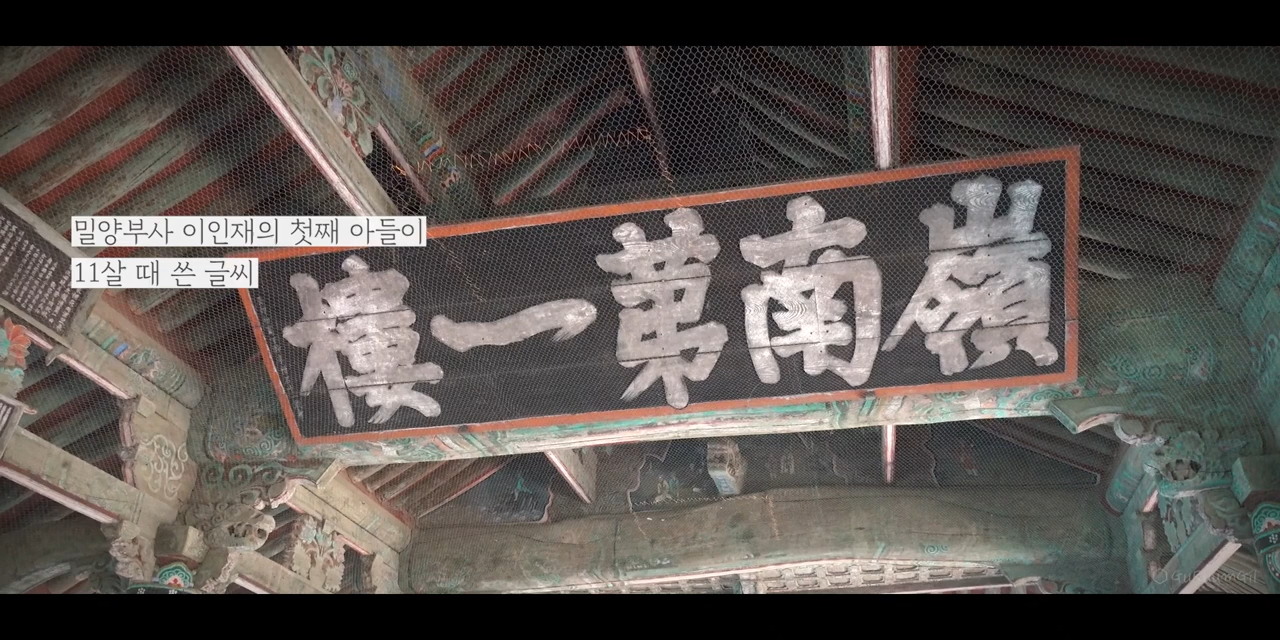 밀양부사 이인재의 첫째 아들이
11살 때 쓴 글씨
嶺南第一樓